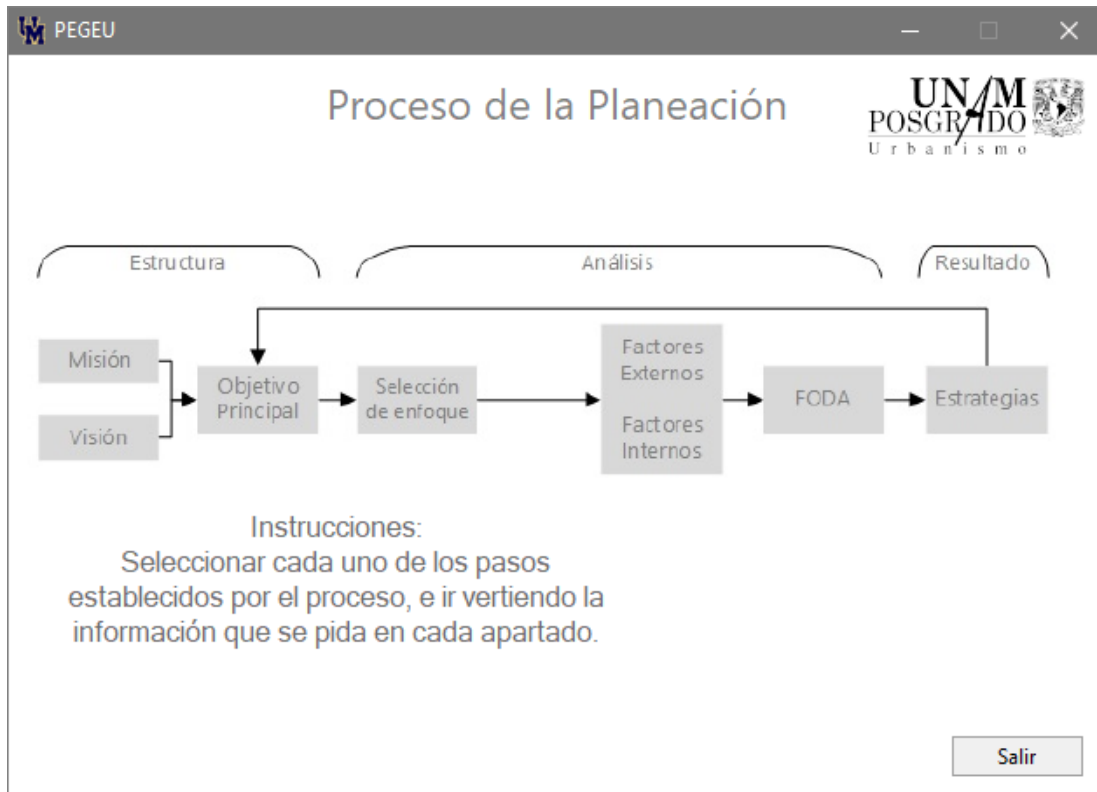 PEGEU
Proceso de la Planeación
UNAM
POSGRADO
Urbanismo
Estructura
Análisis
Resultado
Misión
Visión
Objetivo
Principal
Selección
de enfoque
Factores
Externos
Factores
Internos
FODA
Estrategias
Instrucciones:
Seleccionar cada uno de los pasos
establecidos por el proceso, e ir vertiendo la
información que se pida en cada apartado.
Salir